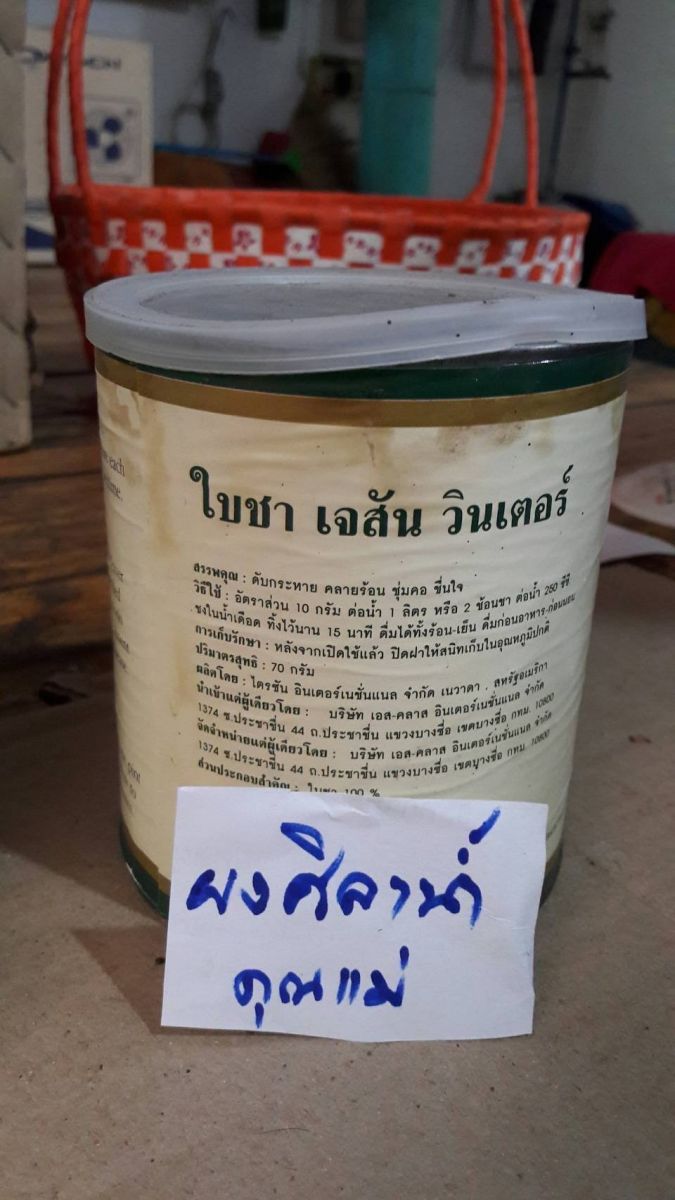 ใบชา เจสัน วินเตอร์
สรรพคุณ : ดับกระหาย คลายร้อน ชุ่มคอ ชื่นใจ
วิธีใช้ : อัตราส่วน 10 กรัม ต่อน้ำ 1 ลิตร หรือ 2 ช้อนชา ต่อน้ำ 250 ซีซี
ชงในน้ำเดือด ทิ้งไว้นาน 15 นาที ดื่มได้ทั้งร้อน-เย็น ดื่มก่อนอาหาร-ก่อนนอน
การเก็บรักษา : หลังจากเปิดใช้แล้ว ปิดฝาให้สนิทเก็บในอุณหภูมิปกติ
ปริมาตรสุทธิ : 70 กรัม
ผลิตโดย : ไตรซัน อินเตอร์เนชั่นแนล จำกัด เนวาดา . สหรัฐอเมริกา
นำเข้าแต่ผู้เดียวโดย : บริษัท เอส-คลาส อินเตอร์เนชั่นแนล จำกัด
1374 ซ.ประชาชื่น 44 ถ.ประชาชื่น แขวงบางซื่อ เขตบางซื่อ กทม. 10800
จัดจำหน่ายแต่ผู้เดียวโดย : บริษัท เอส-คลาส อินเตอร์เนชั่นแนล จำกัด
1374 ซ.ประชาชื่น 44 ถ.ประชาชื่น แขวงบางซื่อ เขตบางซื่อ กทม. 10800
ส่วนประกอบสำคัญ : ใบชา 100 %
ผงศิลาน้ำ
คุณแม่
each